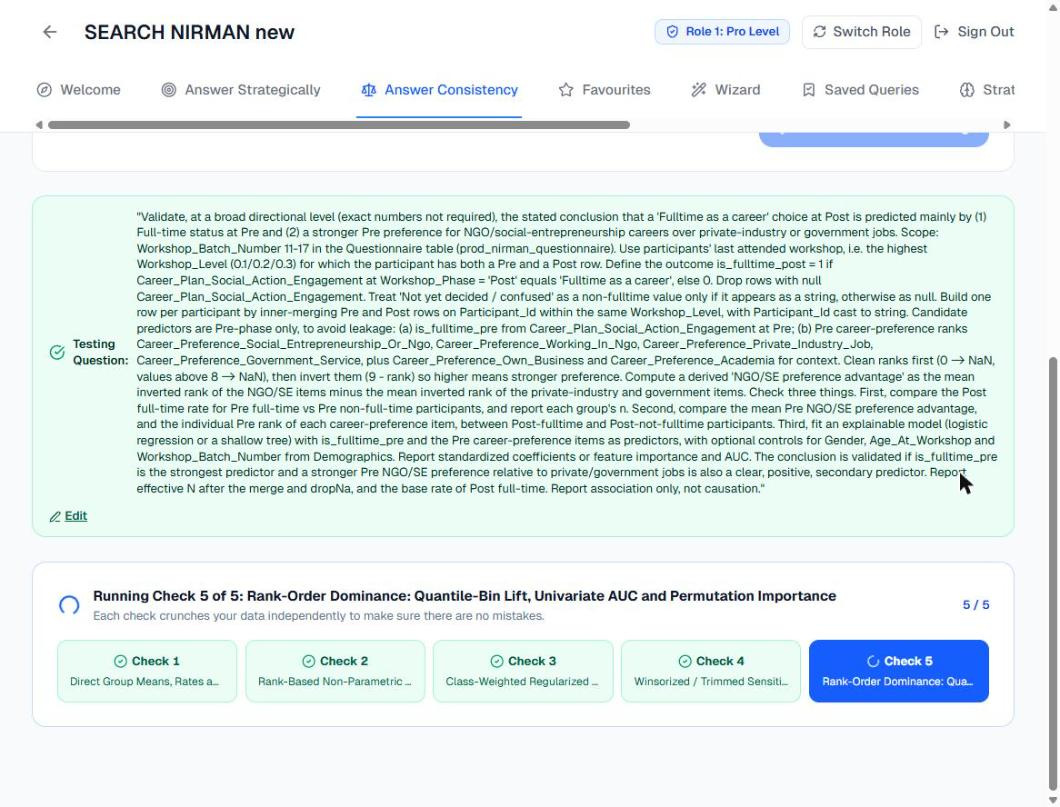 SEARCH NIRMAN new
Role 1: Pro Level
Switch Role
Sign Out
Welcome
Answer Strategically
Answer Consistency
Favourites
Wizard
Saved Queries
Strat
Testing Question:
"Validate, at a broad directional level (exact numbers not required), the stated conclusion that a 'Fulltime as a career' choice at Post is predicted mainly by (1)
Full-time status at Pre and (2) a stronger Pre preference for NGO/social-entrepreneurship careers over private-industry or government jobs. Scope:
Workshop_Batch_Number 11-17 in the Questionnaire table (prod_nirman_questionnaire). Use participants' last attended workshop, i.e. the highest
Workshop_Level (0.1/0.2/0.3) for which the participant has both a Pre and a Post row. Define the outcome is_fulltime_post = 1 if
Career_Plan_Social_Action_Engagement at Workshop_Phase = 'Post' equals 'Fulltime as a career', else 0. Drop rows with null
Career_Plan_Social_Action_Engagement. Treat 'Not yet decided / confused' as a non-fulltime value only if it appears as a string, otherwise as null. Build one
row per participant by inner-merging Pre and Post rows on Participant_Id within the same Workshop_Level, with Participant_Id cast to string. Candidate
predictors are Pre-phase only, to avoid leakage: (a) is_fulltime_pre from Career_Plan_Social_Action_Engagement at Pre; (b) Pre career-preference ranks
Career_Preference_Social_Entrepreneurship_Or_Ngo, Career_Preference_Working_In_Ngo, Career_Preference_Private_Industry_Job,
Career_Preference_Government_Service, plus Career_Preference_Own_Business and Career_Preference_Academia for context. Clean ranks first (0 → NaN,
values above 8 → NaN), then invert them (9 - rank) so higher means stronger preference. Compute a derived 'NGO/SE preference advantage' as the mean
inverted rank of the NGO/SE items minus the mean inverted rank of the private-industry and government items. Check three things. First, compare the Post
full-time rate for Pre full-time vs Pre non-full-time participants, and report each group's n. Second, compare the mean Pre NGO/SE preference advantage,
and the individual Pre rank of each career-preference item, between Post-fulltime and Post-not-fulltime participants. Third, fit an explainable model (logistic
regression or a shallow tree) with is_fulltime_pre and the Pre career-preference items as predictors, with optional controls for Gender, Age_At_Workshop and
Workshop_Batch_Number from Demographics. Report standardized coefficients or feature importance and AUC. The conclusion is validated if is_fulltime_pre
is the strongest predictor and a stronger Pre NGO/SE preference relative to private/government jobs is also a clear, positive, secondary predictor. Report
effective N after the merge and dropNa, and the base rate of Post full-time. Report association only, not causation."
Edit
Running Check 5 of 5: Rank-Order Dominance: Quantile-Bin Lift, Univariate AUC and Permutation Importance
5 / 5
Each check crunches your data independently to make sure there are no mistakes.
Check 1
Direct Group Means, Rates a...
Check 2
Rank-Based Non-Parametric ...
Check 3
Class-Weighted Regularized ...
Check 4
Winsorized / Trimmed Sensiti...
Check 5
Rank-Order Dominance: Qua...